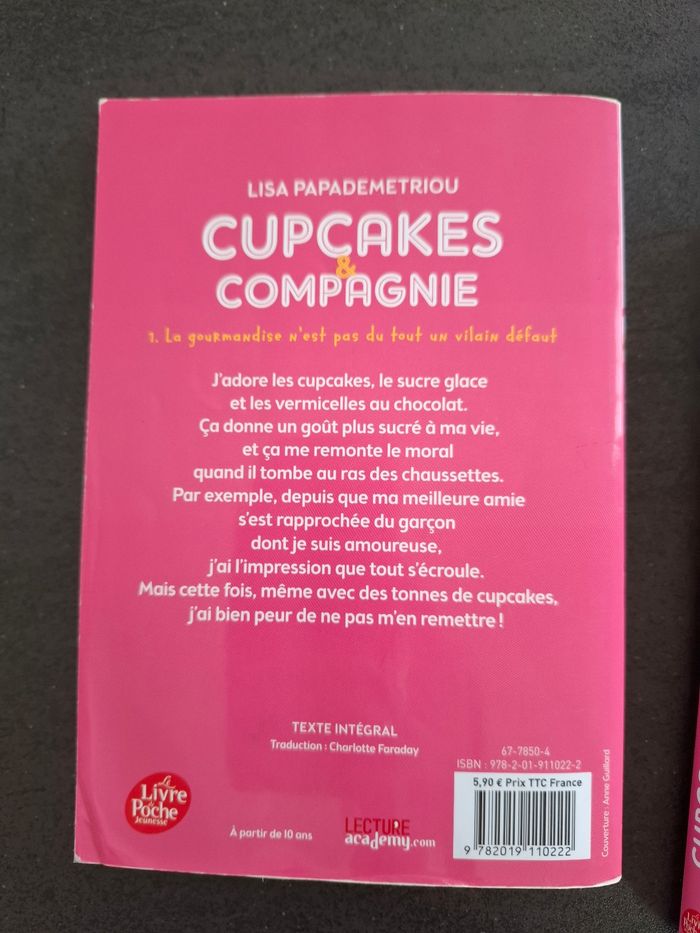 LISA PAPADEMETRIOU
CUPCAKES
&
COMPAGNIE
1. La gourmandise n'est pas du tout un vilain défaut
J'adore les cupcakes, le sucre glace
et les vermicelles au chocolat.
Ça donne un goût plus sucré à ma vie,
et ça me remonte le moral
quand il tombe au ras des chaussettes.
Par exemple, depuis que ma meilleure amie
s'est rapprochée du garçon
dont je suis amoureuse,
j'ai l'impression que tout s'écroule.
Mais cette fois, même avec des tonnes de cupcakes,
j'ai bien peur de ne pas m'en remettre !
TEXTE INTÉGRAL
Traduction : Charlotte Faraday
67-7850-4
ISBN : 978-2-01-911022-2
5,90 € Prix TTC France
9 782019 110222
Couverture : Anne Guillard
Le
Livre
de
Poche
Jeunesse
À partir de 10 ans
LECTURE
academy.com
CUPC
Le
Livre
Poche